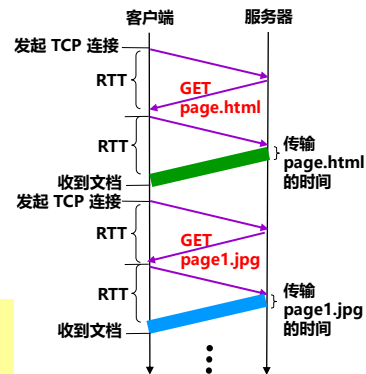 客户端
服务器
发起 TCP 连接
RTT
GET
page.html
RTT
传输
page.html
的时间
收到文档
发起 TCP 连接
RTT
GET
page1.jpg
RTT
传输
page1.jpg
的时间
收到文档